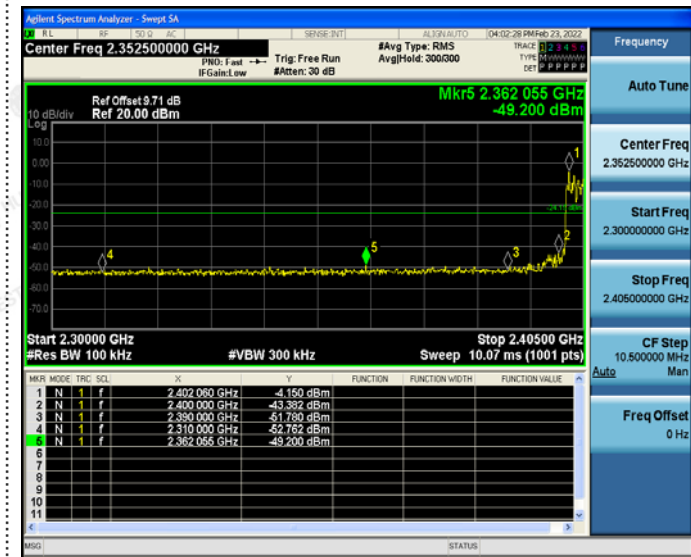 Agilent Spectrum Analyzer - Swept SA
RL RF 50 Ω AC SENSE:INT ALIGNAUTO 04:02:28 PM Feb 23, 2022
Center Freq 2.352500000 GHz
PNO: Fast Trig: Free Run #Avg Type: RMS TRACE 1 2 3 4 5 6
IFGain:Low #Atten: 30 dB Avg|Hold: 300/300 TYPE MWWWWW
DET P P P P P P
Frequency
Auto Tune
Center Freq
2.352500000 GHz
Start Freq
2.300000000 GHz
Stop Freq
2.405000000 GHz
CF Step
10.500000 MHz
Auto Man
Freq Offset
0 Hz
Mkr5 2.362 055 GHz
-49.200 dBm
Ref Offset 9.71 dB
10 dB/div Ref 20.00 dBm
Log
10.0
0.00
-10.0
-20.0
-30.0
-40.0
-50.0
-60.0
-70.0
1
2
3
4
5
Start 2.30000 GHz Stop 2.40500 GHz
#Res BW 100 kHz #VBW 300 kHz Sweep 10.07 ms (1001 pts)
MKR MODE TRC SCL X Y FUNCTION FUNCTION WIDTH FUNCTION VALUE
1 N 1 f 2.402 060 GHz -4.150 dBm
2 N 1 f 2.400 000 GHz -43.382 dBm
3 N 1 f 2.390 000 GHz -51.780 dBm
4 N 1 f 2.310 000 GHz -52.762 dBm
5 N 1 f 2.362 055 GHz -49.200 dBm
6
7
8
9
10
11
MSG STATUS